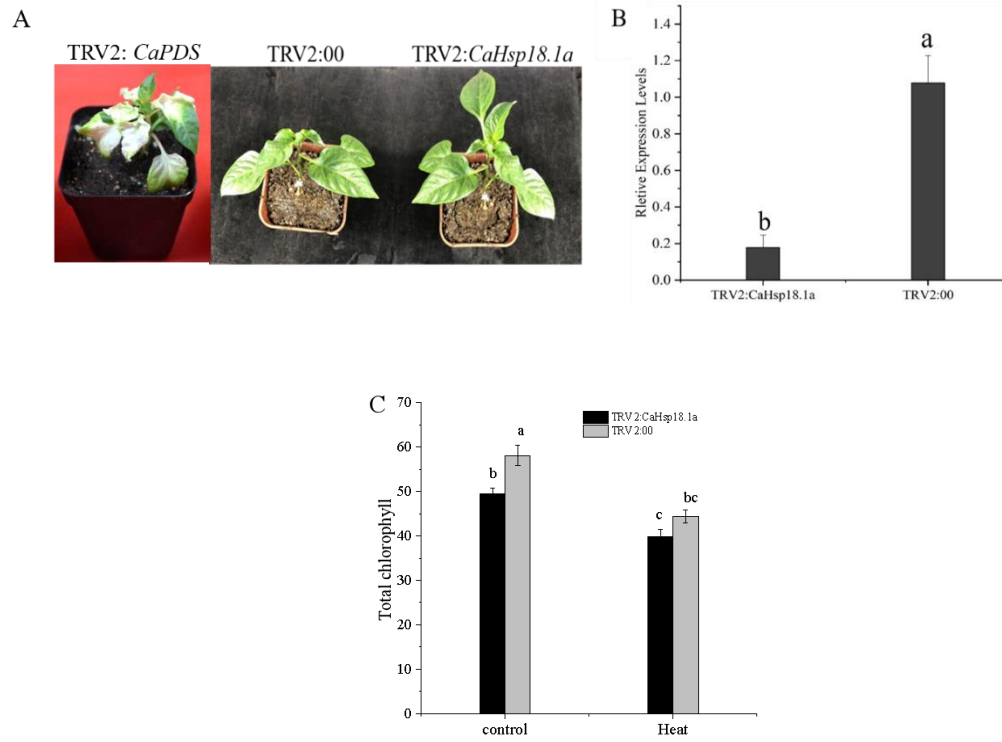 A
TRV2: CaPDS
TRV2:00
TRV2:CaHsp18.1a
B
Rletive Expression Levels
1.4
1.2
1.0
0.8
0.6
0.4
0.2
0.0
b
a
TRV2:CaHsp18.1a
TRV2:00
C
Total chlorophyll
70
60
50
40
30
20
10
0
TRV2:CaHsp18.1a
TRV2:00
b
a
c
bc
control
Heat